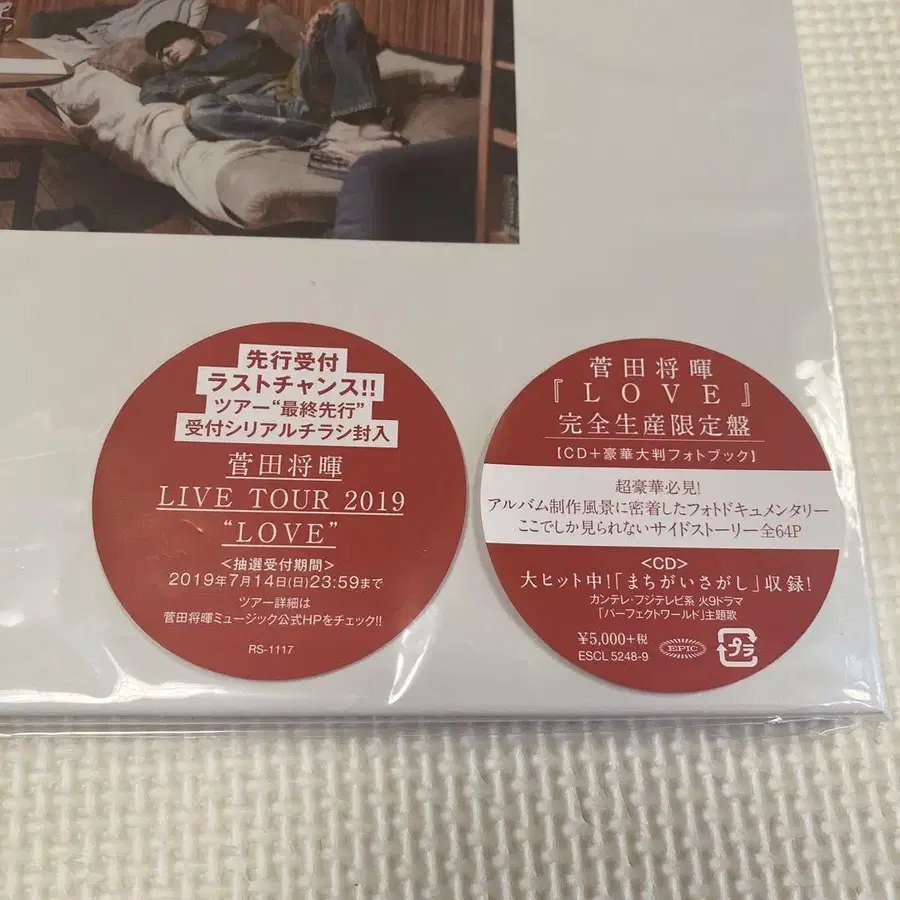 先行受付
ラストチャンス!!
ツアー“最終先行”
受付シリアルチラシ封入
菅田将暉
LIVE TOUR 2019
“LOVE”
<抽選受付期間>
2019年7月14日(日)23:59まで
ツアー詳細は
菅田将暉ミュージック公式HPをチェック!!
RS-1117
菅田将暉
『LOVE』
完全生産限定盤
【CD+豪華大判フォトブック】
超豪華必見!
アルバム制作風景に密着したフォトドキュメンタリー
ここでしか見られないサイドストーリー全64P
<CD>
大ヒット中!「まちがいさがし」収録!
カンテレ・フジテレビ系 火9ドラマ
「パーフェクトワールド」主題歌
¥5,000+税
ESCL 5248-9
EPIC
プラ